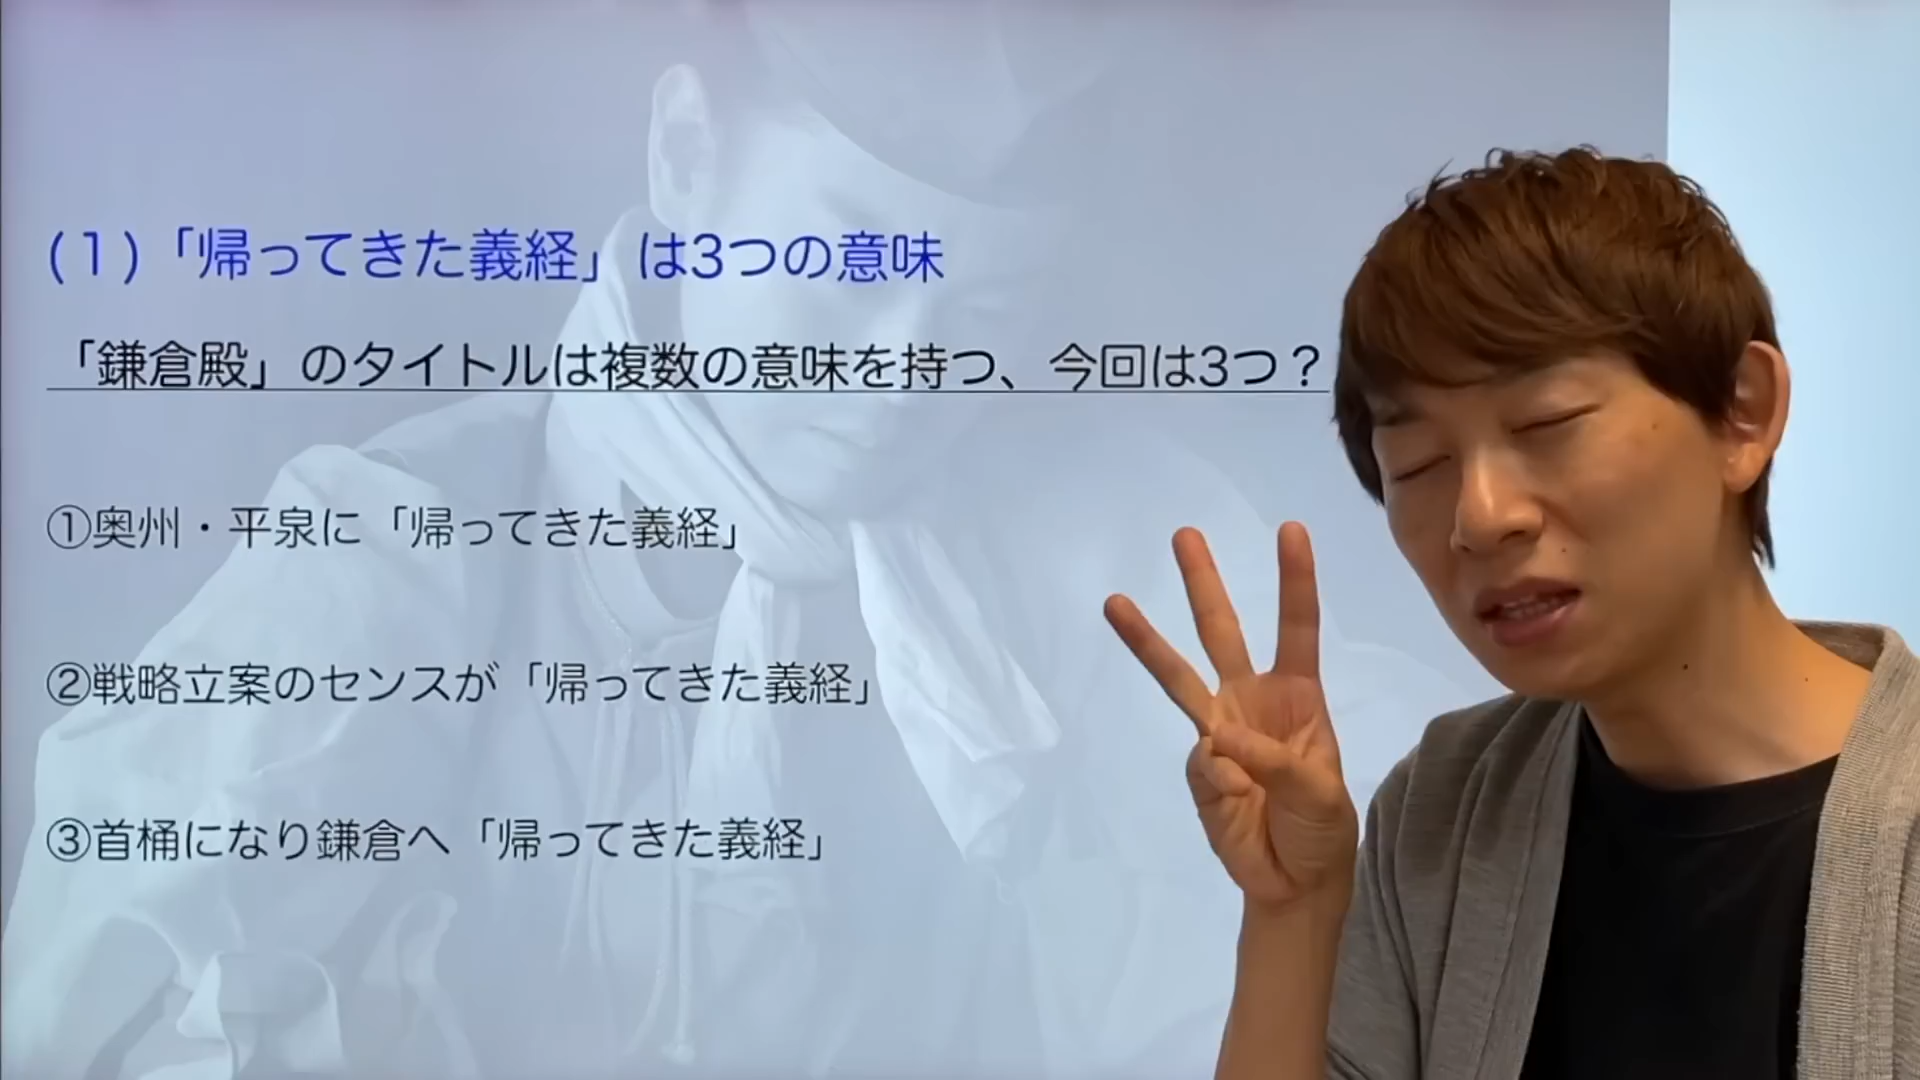 (１)「帰ってきた義経」は3つの意味
「鎌倉殿」のタイトルは複数の意味を持つ、今回は3つ？
①奥州・平泉に「帰ってきた義経」
②戦略立案のセンスが「帰ってきた義経」
③首桶になり鎌倉へ「帰ってきた義経」